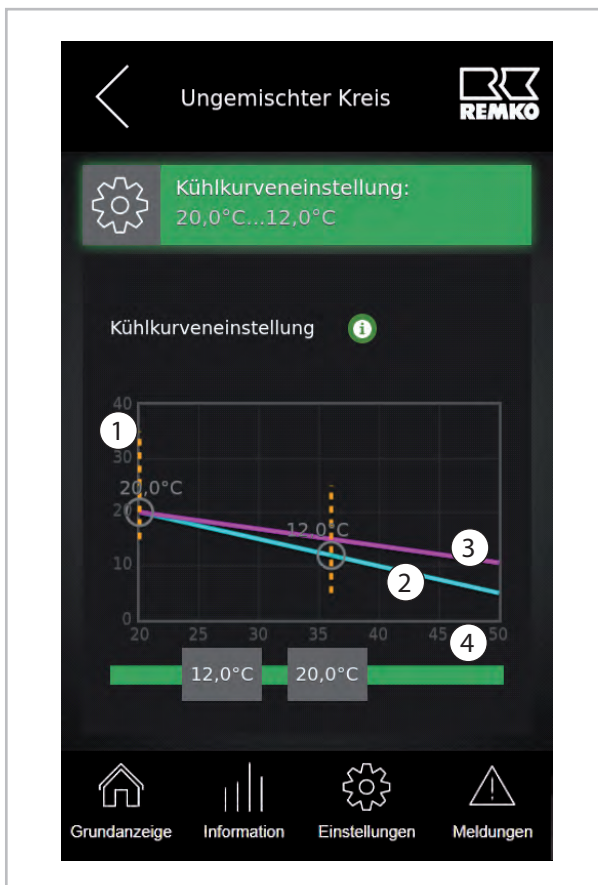 Ungemischter Kreis
REMKO
Kühlkurveneinstellung:
20,0°C...12,0°C
Kühlkurveneinstellung i
40
1
30
20,0°C
20
12,0°C
3
10
2
0
20 25 30 35 40 45 50
4
12,0°C 20,0°C
Grundanzeige Information Einstellungen Meldungen